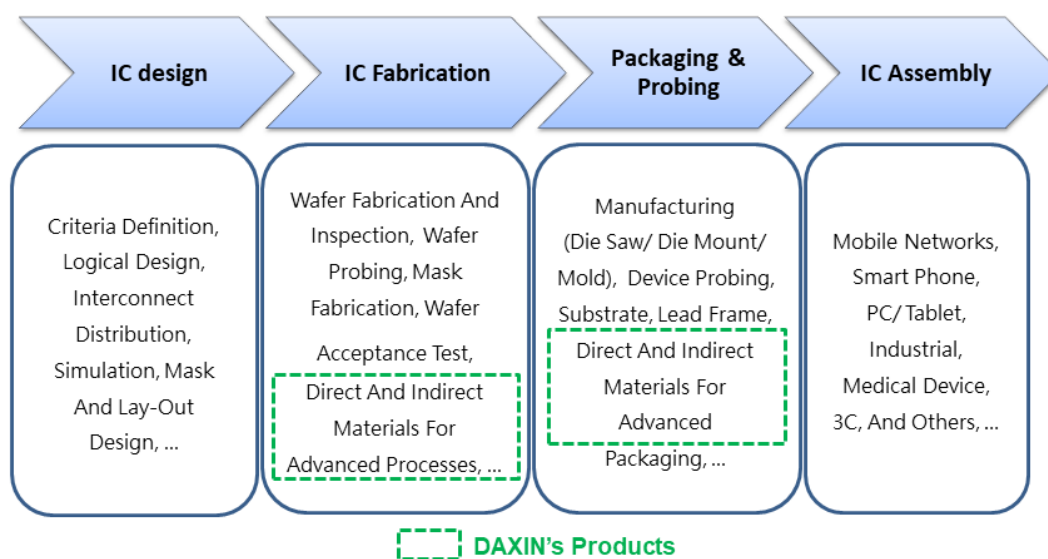 IC design
IC Fabrication
Packaging &
Probing
IC Assembly
Criteria Definition,
Logical Design,
Interconnect
Distribution,
Simulation, Mask
And Lay-Out
Design, ...
Wafer Fabrication And
Inspection, Wafer
Probing, Mask
Fabrication, Wafer
Acceptance Test,
Direct And Indirect
Materials For
Advanced Processes, ...
Manufacturing
(Die Saw/ Die Mount/
Mold), Device Probing,
Substrate, Lead Frame,
Direct And Indirect
Materials For
Advanced
Packaging, ...
Mobile Networks,
Smart Phone,
PC/ Tablet,
Industrial,
Medical Device,
3C, And Others, ...
DAXIN's Products